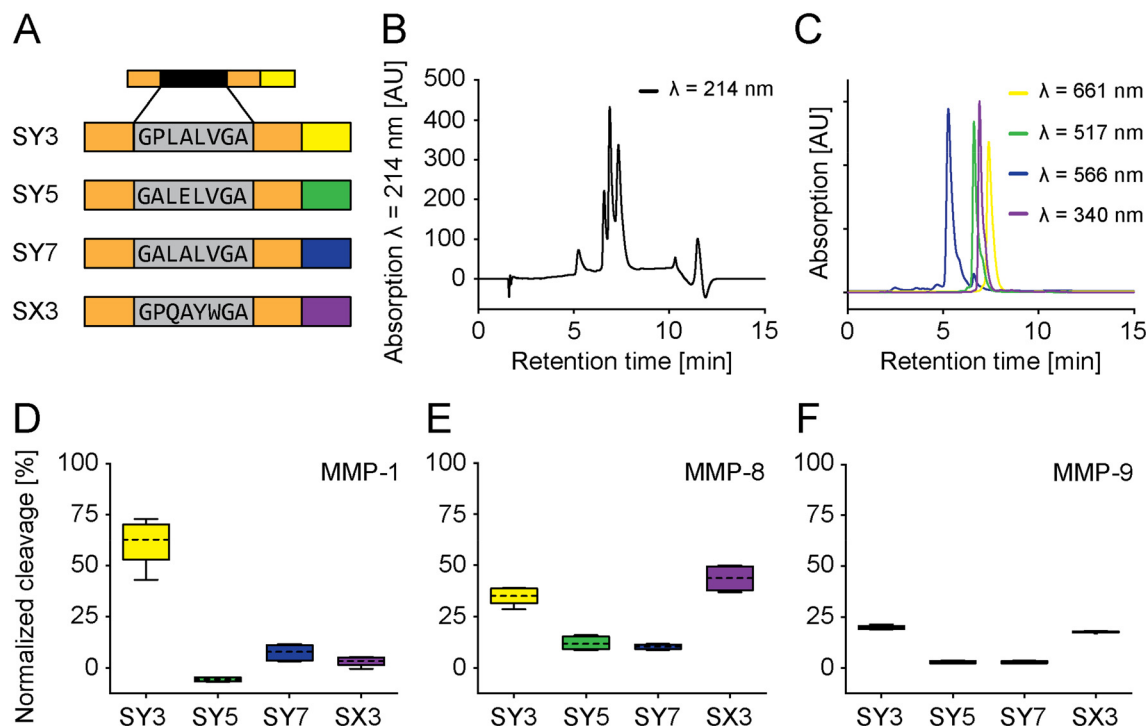 A
SY3 GPLALVGA
SY5 GALELVGA
SY7 GALALVGA
SX3 GPQAYWGA
B
Absorption λ = 214 nm [AU]
500
400
300
200
100
0
λ = 214 nm
0 5 10 15
Retention time [min]
C
Absorption [AU]
λ = 661 nm
λ = 517 nm
λ = 566 nm
λ = 340 nm
0 5 10 15
Retention time [min]
D
Normalized cleavage [%]
100
75
50
25
0
MMP-1
SY3 SY5 SY7 SX3
E
100
75
50
25
0
MMP-8
SY3 SY5 SY7 SX3
F
100
75
50
25
0
MMP-9
SY3 SY5 SY7 SX3